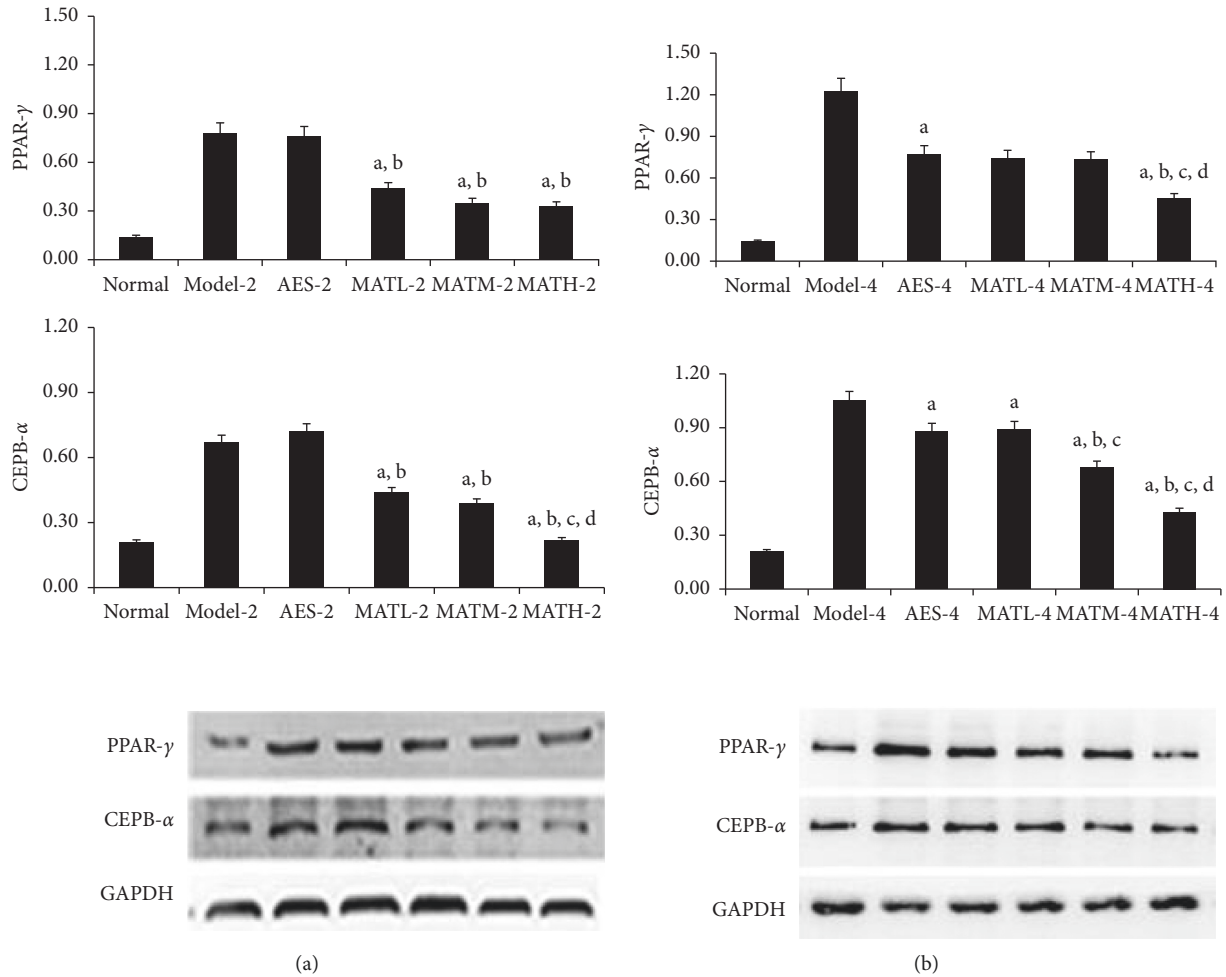 1.50
1.20
0.90
0.60
0.30
0.00
PPAR-γ
a, b
a, b
a, b
Normal Model-2 AES-2 MATL-2 MATM-2 MATH-2
1.20
0.90
0.60
0.30
0.00
CEPB-α
a, b
a, b
a, b, c, d
Normal Model-2 AES-2 MATL-2 MATM-2 MATH-2
PPAR-γ
CEPB-α
GAPDH
(a)
1.50
1.20
0.90
0.60
0.30
0.00
PPAR-γ
a
a, b, c, d
Normal Model-4 AES-4 MATL-4 MATM-4 MATH-4
1.20
0.90
0.60
0.30
0.00
CEPB-α
a
a
a, b, c
a, b, c, d
Normal Model-4 AES-4 MATL-4 MATM-4 MATH-4
PPAR-γ
CEPB-α
GAPDH
(b)